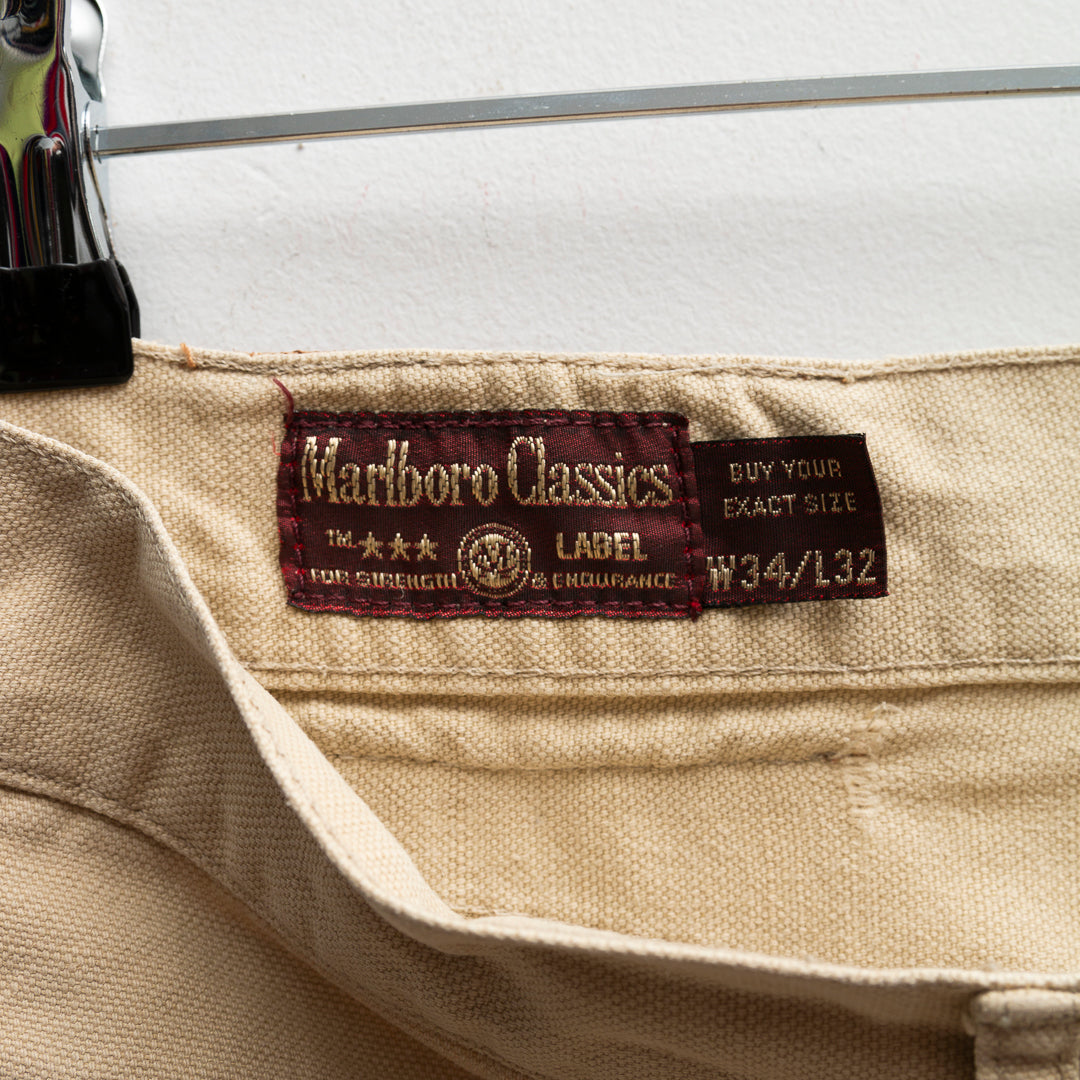 Marlboro Classics
TM ★★★ LABEL
FOR STRENGTH & ENDURANCE
BUY YOUR
EXACT SIZE
W34/L32